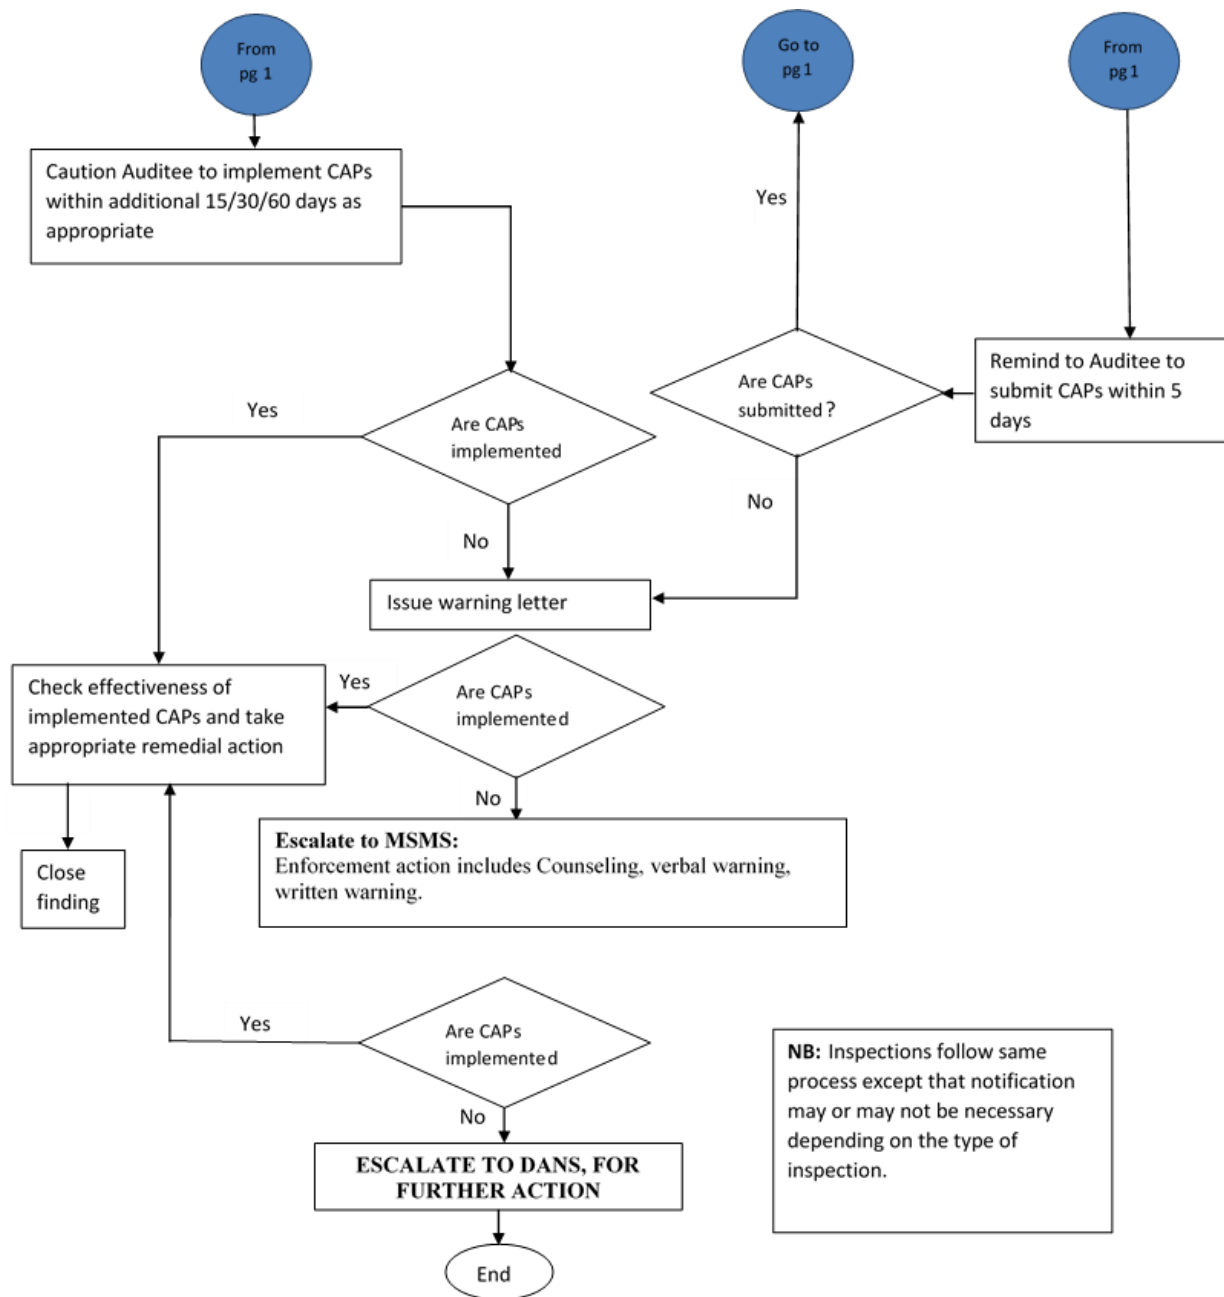 From
pg 1
Go to
pg 1
From
pg 1
Caution Auditee to implement CAPs
within additional 15/30/60 days as
appropriate
Yes
Remind to Auditee to
submit CAPs within 5
days
Are CAPs
submitted?
Yes
Are CAPs
implemented
No
No
Issue warning letter
Check effectiveness of
implemented CAPs and take
appropriate remedial action
Yes
Are CAPs
implemented
No
Escalate to MSMS:
Enforcement action includes Counseling, verbal warning,
written warning.
Close
finding
Yes
Are CAPs
implemented
No
NB: Inspections follow same
process except that notification
may or may not be necessary
depending on the type of
inspection.
ESCALATE TO DANS, FOR
FURTHER ACTION
End